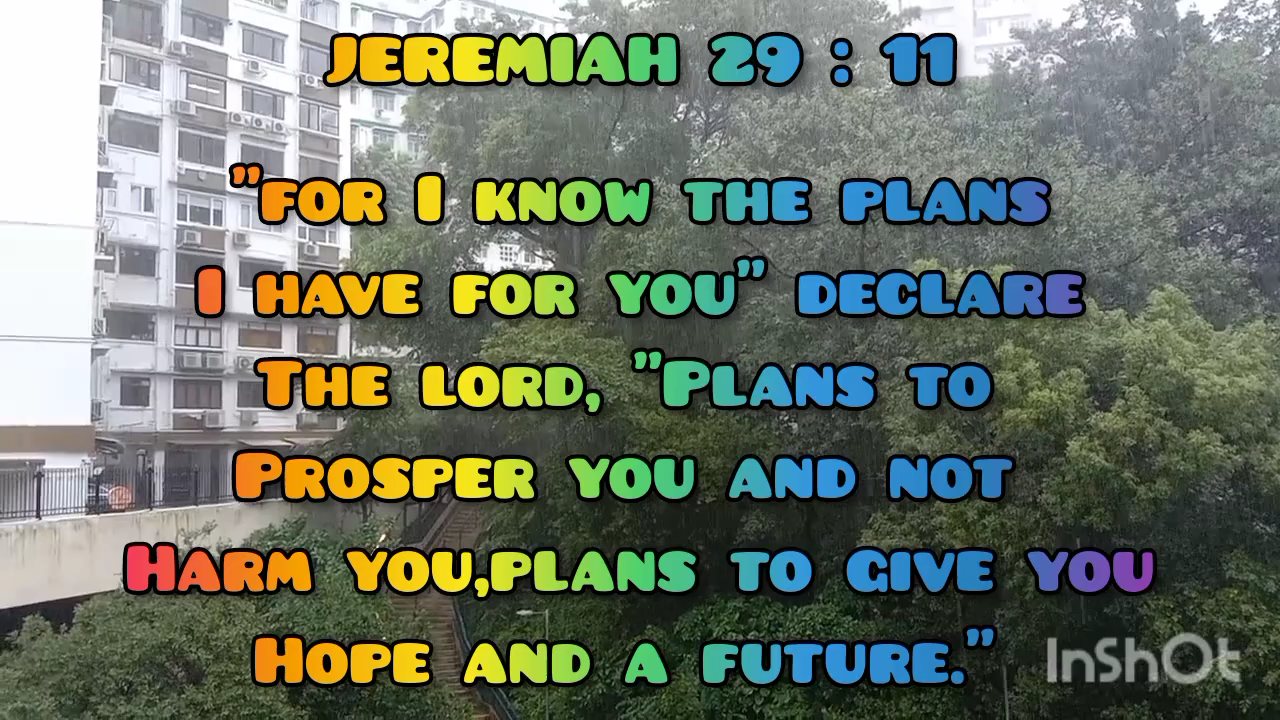 JEREMIAH 29 : 11
"FOR I KNOW THE PLANS
I HAVE FOR YOU" DECLARE
THE LORD, "PLANS TO
PROSPER YOU AND NOT
HARM YOU,PLANS TO GIVE YOU
HOPE AND A FUTURE."
InShOt